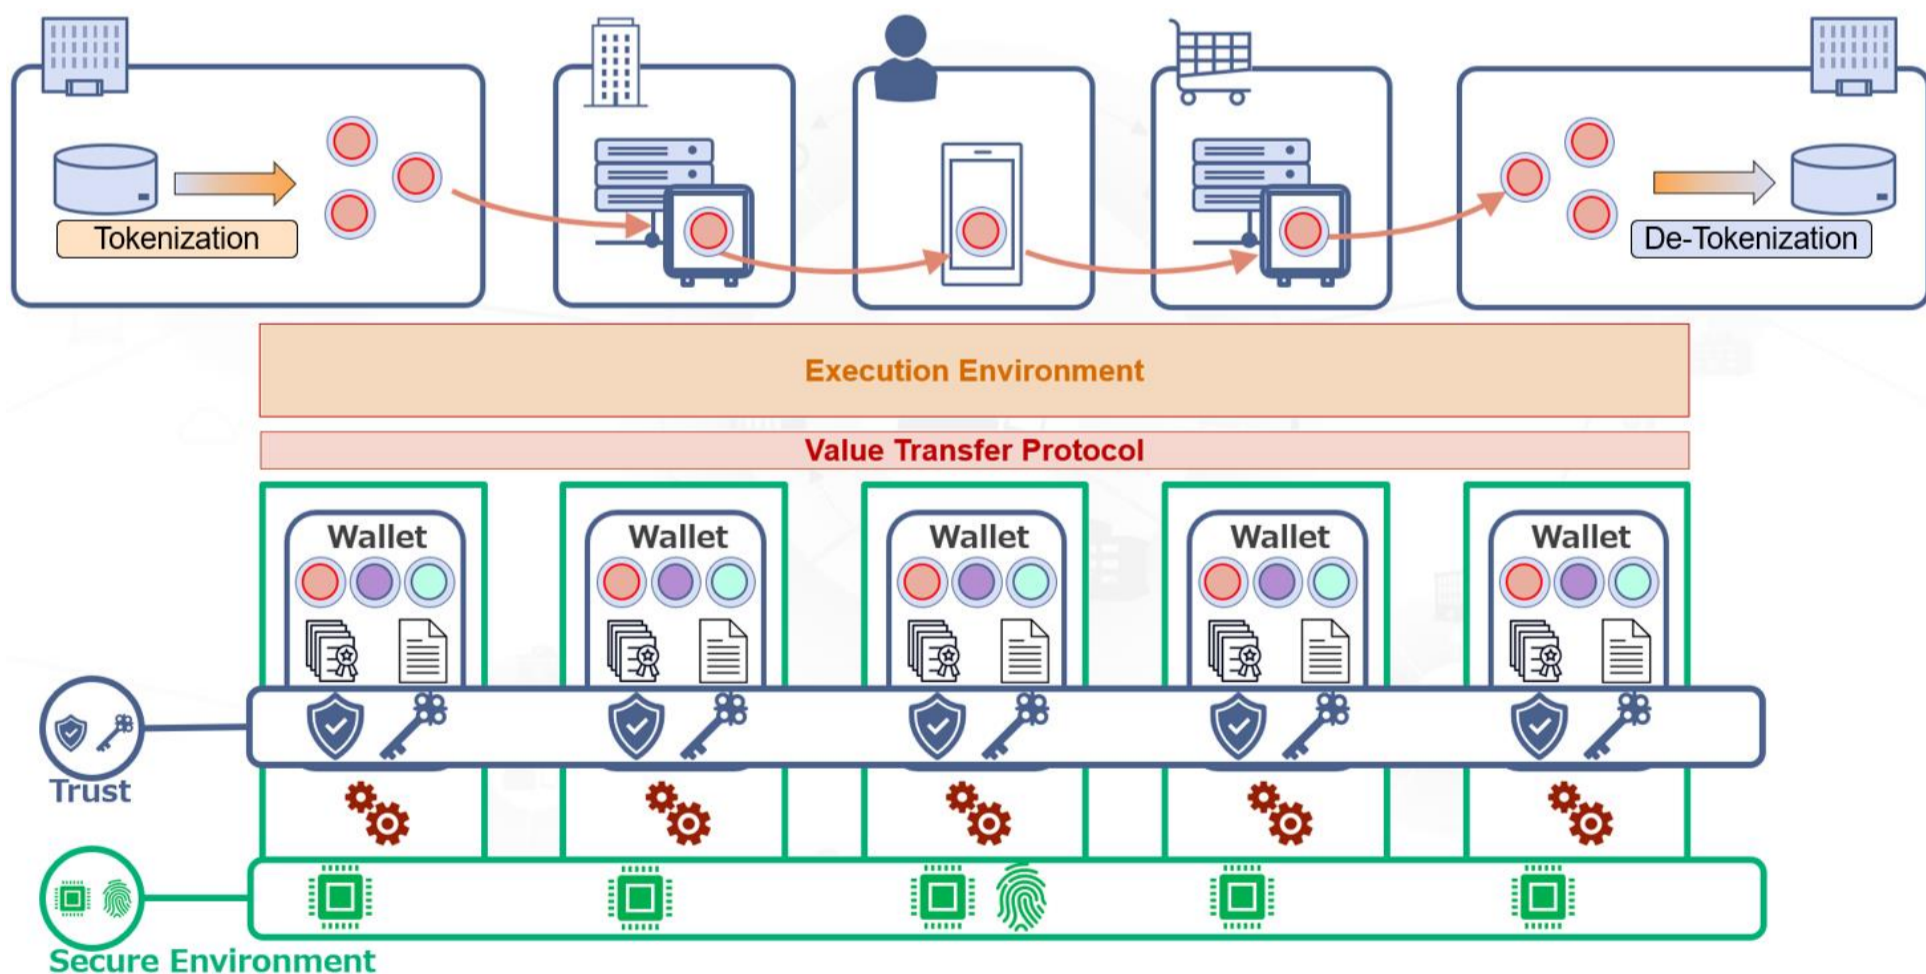 Tokenization
De-Tokenization
Execution Environment
Value Transfer Protocol
Wallet
Wallet
Wallet
Wallet
Wallet
Trust
Secure Environment